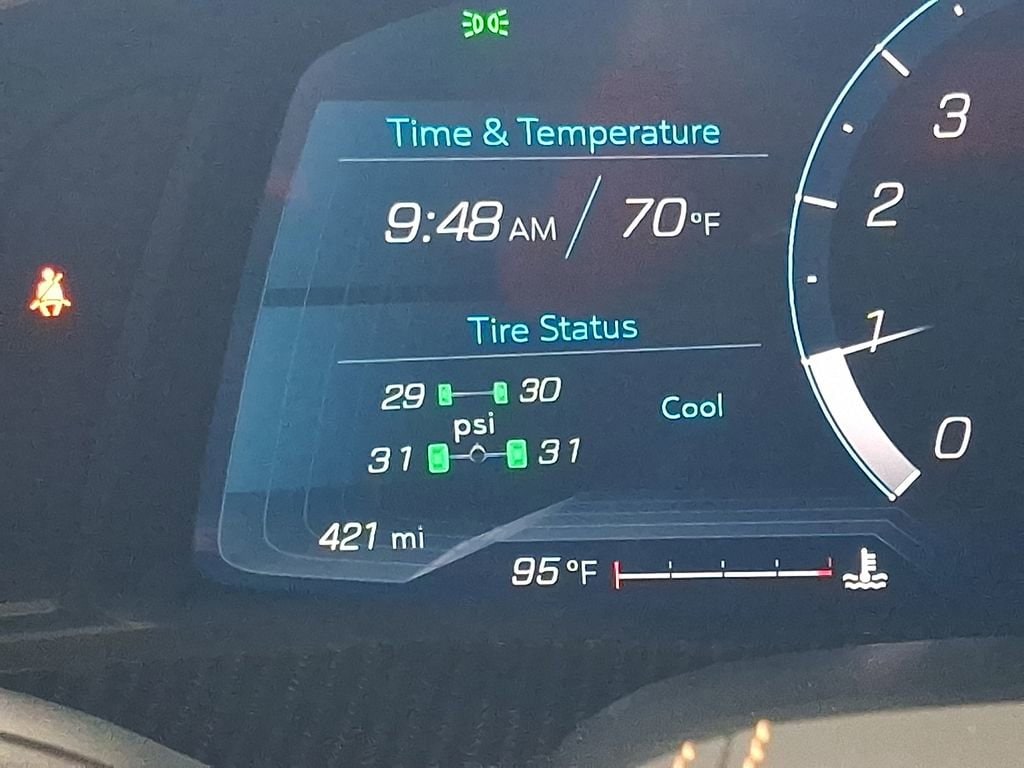 Time & Temperature
9:48 AM / 70°F
Tire Status
29 30
psi
Cool
31 31
421 mi
95°F
3
2
1
0